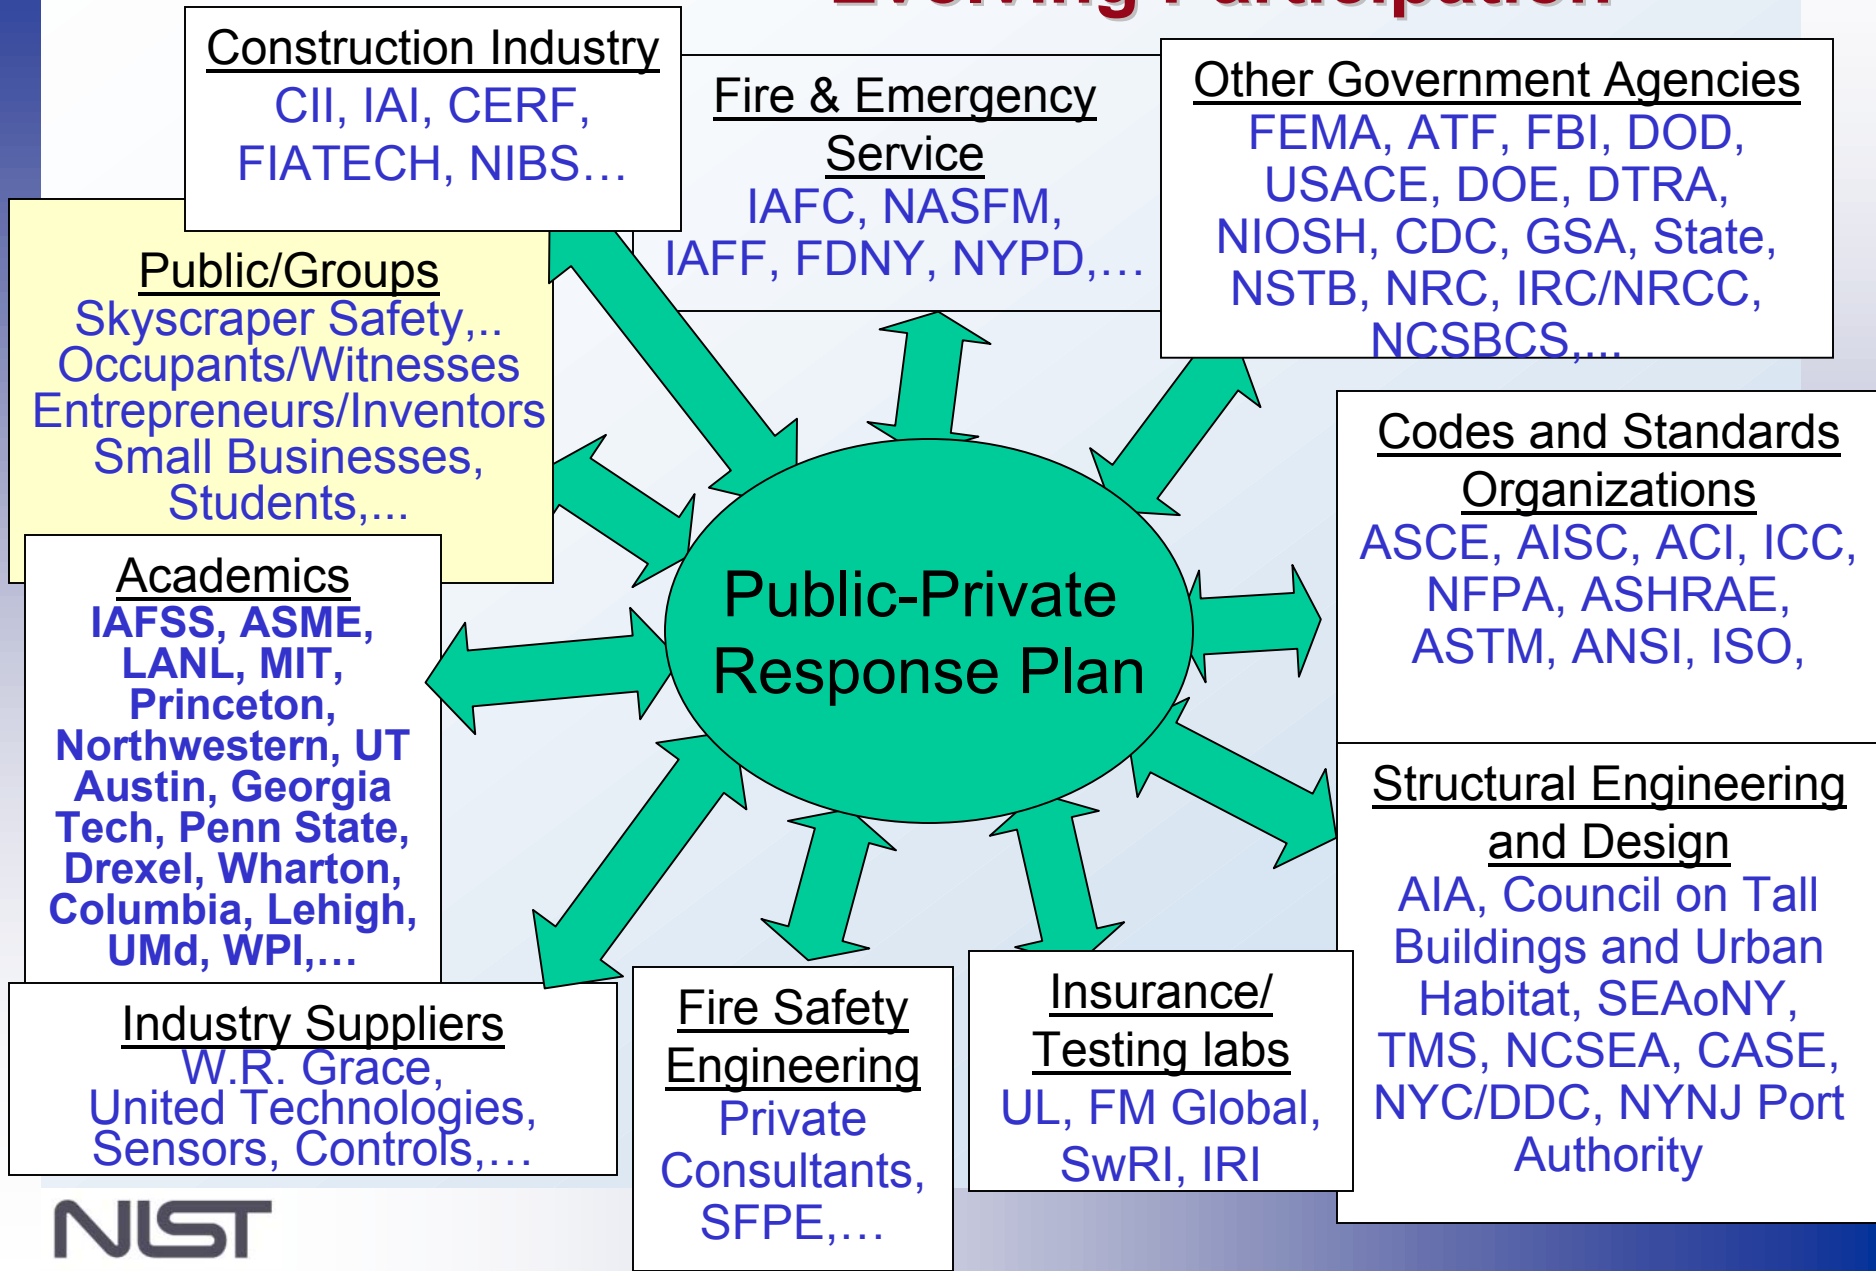 Evolving Participation
Construction Industry
CII, IAI, CERF,
FIATECH, NIBS…
Fire & Emergency
Service
IAFC, NASFM,
IAFF, FDNY, NYPD,…
Other Government Agencies
FEMA, ATF, FBI, DOD,
USACE, DOE, DTRA,
NIOSH, CDC, GSA, State,
NSTB, NRC, IRC/NRCC,
NCSBCS,...
Public/Groups
Skyscraper Safety,..
Occupants/Witnesses
Entrepreneurs/Inventors
Small Businesses,
Students,...
Codes and Standards
Organizations
ASCE, AISC, ACI, ICC,
NFPA, ASHRAE,
ASTM, ANSI, ISO,
Public-Private
Response Plan
Academics
IAFSS, ASME,
LANL, MIT,
Princeton,
Northwestern, UT
Austin, Georgia
Tech, Penn State,
Drexel, Wharton,
Columbia, Lehigh,
UMd, WPI,…
Structural Engineering
and Design
AIA, Council on Tall
Buildings and Urban
Habitat, SEAoNY,
TMS, NCSEA, CASE,
NYC/DDC, NYNJ Port
Authority
Industry Suppliers
W.R. Grace,
United Technologies,
Sensors, Controls,…
Fire Safety
Engineering
Private
Consultants,
SFPE,…
Insurance/
Testing labs
UL, FM Global,
SwRI, IRI
NIST